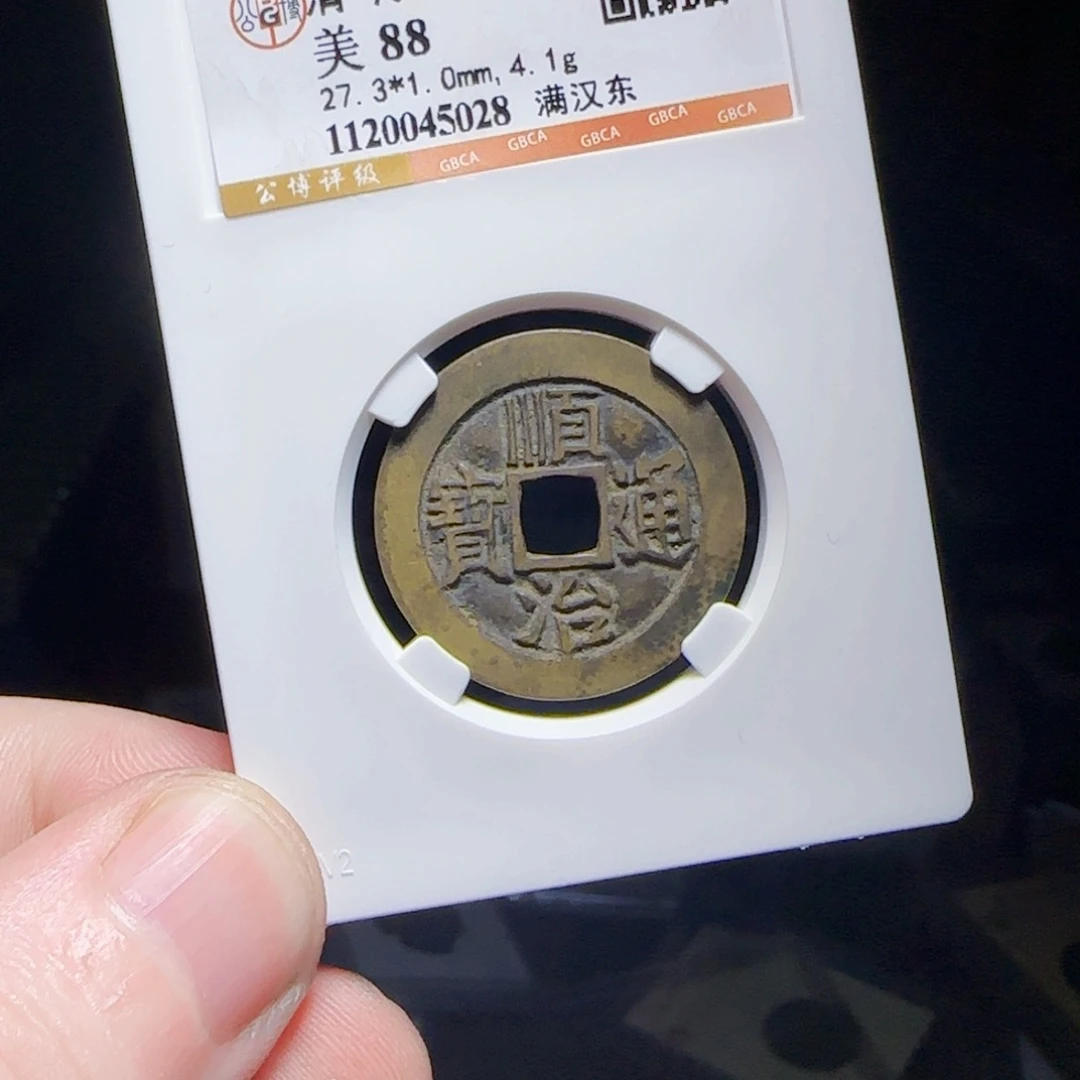 美 88
27.3*1.0mm, 4.1g
1120045028 满汉东
公博评级 GBCA GBCA GBCA GBCA GBCA
順
寶 通
治